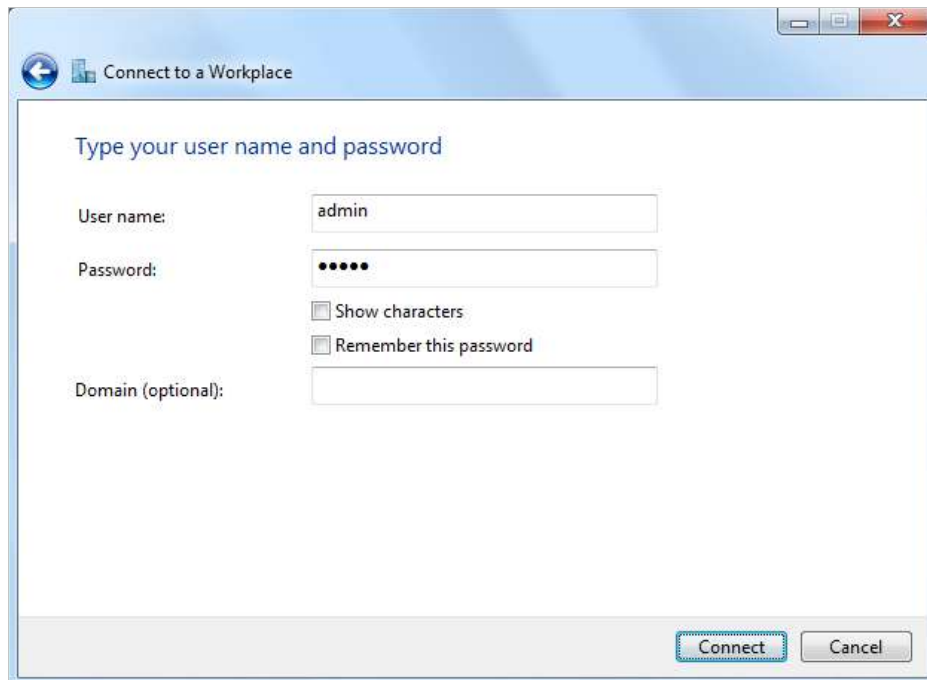 Connect to a Workplace
Type your user name and password
User name: admin
Password: •••••
Show characters
Remember this password
Domain (optional):
Connect Cancel